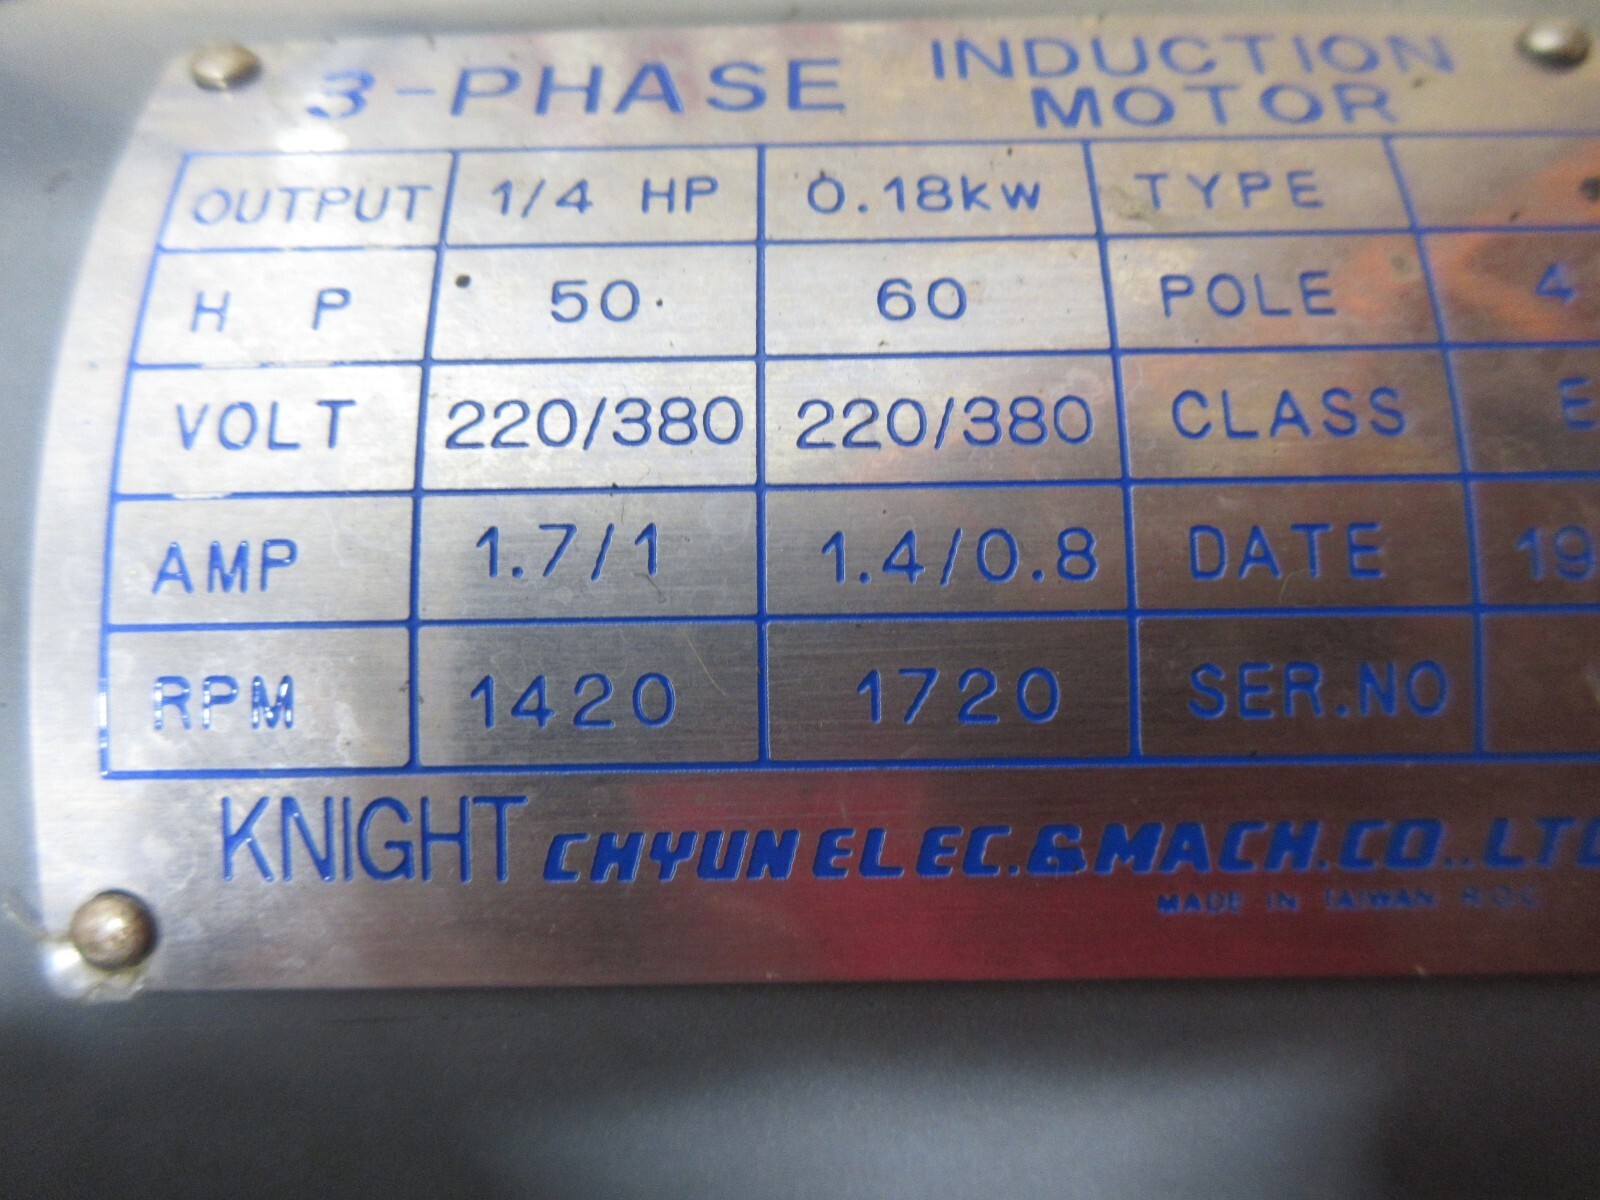 3-PHASE INDUCTION MOTOR
OUTPUT 1/4 HP 0.18kw TYPE
H P 50 60 POLE 4
VOLT 220/380 220/380 CLASS E
AMP 1.7/1 1.4/0.8 DATE 19
RPM 1420 1720 SER.NO
KNIGHT CHYUN ELEC.&MACH.CO.,LTD
MADE IN TAIWAN R.O.C